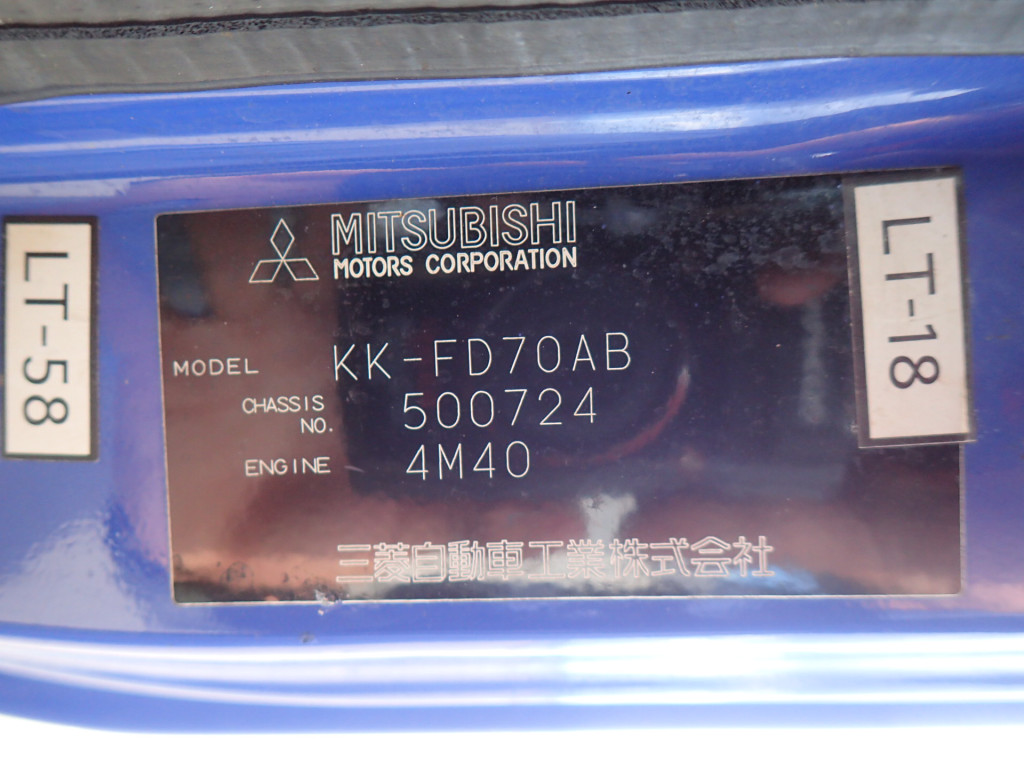 MITSUBISHI
MOTORS CORPORATION
MODEL KK-FD70AB
CHASSIS NO. 500724
ENGINE 4M40
三菱自動車工業株式会社
LT-58
LT-18